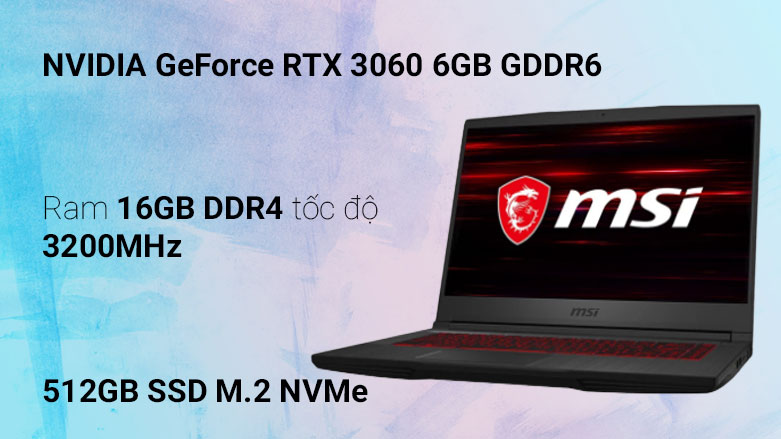 NVIDIA GeForce RTX 3060 6GB GDDR6
Ram 16GB DDR4 tốc độ
3200MHz
msi
msi
512GB SSD M.2 NVMe